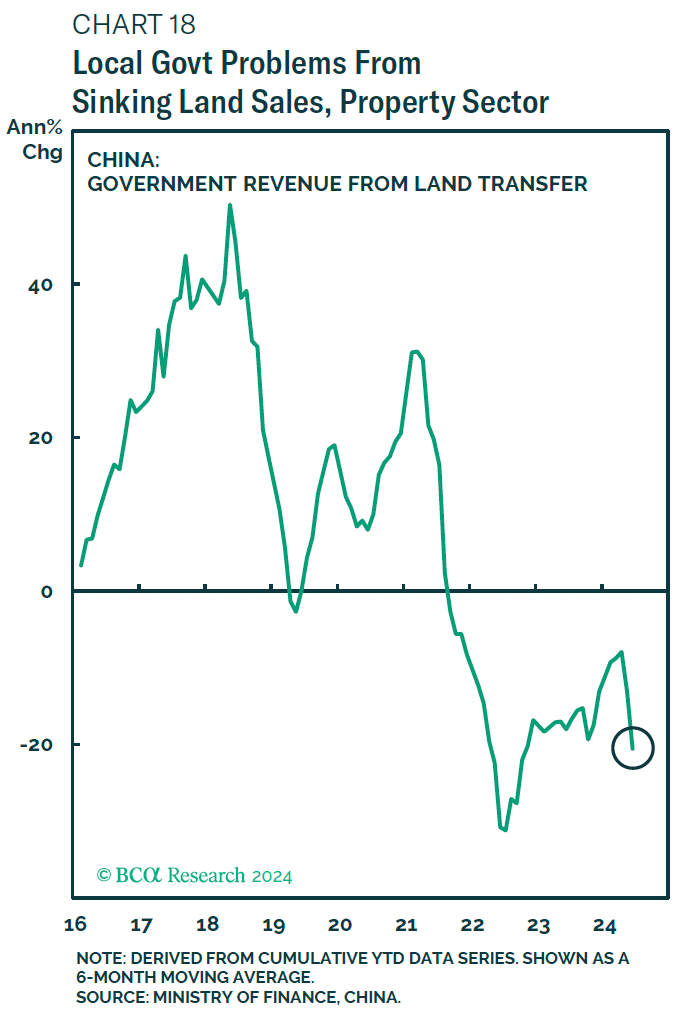 CHART 18
Local Govt Problems From
Sinking Land Sales, Property Sector
Ann%
Chg
CHINA:
GOVERNMENT REVENUE FROM LAND TRANSFER
40
20
0
-20
© BCα Research 2024
16 17 18 19 20 21 22 23 24
NOTE: DERIVED FROM CUMULATIVE YTD DATA SERIES. SHOWN AS A
6-MONTH MOVING AVERAGE.
SOURCE: MINISTRY OF FINANCE, CHINA.